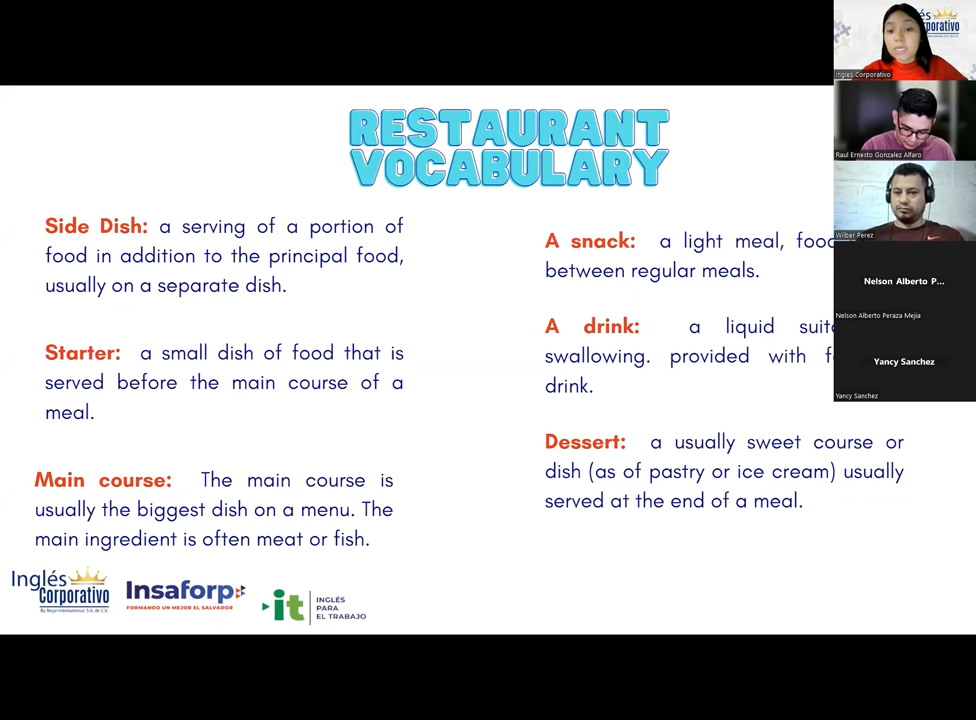 RESTAURANT
VOCABULARY
Side Dish: a serving of a portion of
food in addition to the principal food,
usually on a separate dish.
Starter: a small dish of food that is
served before the main course of a
meal.
Main course: The main course is
usually the biggest dish on a menu. The
main ingredient is often meat or fish.
A snack: a light meal, food
between regular meals.
A drink: a liquid
swallowing. provided with
drink.
Dessert: a usually sweet course or
dish (as of pastry or ice cream) usually
served at the end of a meal.
Inglés
Corporativo
By Regal International, S.A. de C.V.
Insaforp
FORMANDO UN MEJOR EL SALVADOR
it
INGLÉS
PARA
EL TRABAJO
Inglés Corporativo
Raul Ernesto Gonzalez Alfaro
Wilber Perez
Nelson Alberto P...
Nelson Alberto Peraza Mejia
Yancy Sanchez
Yancy Sanchez